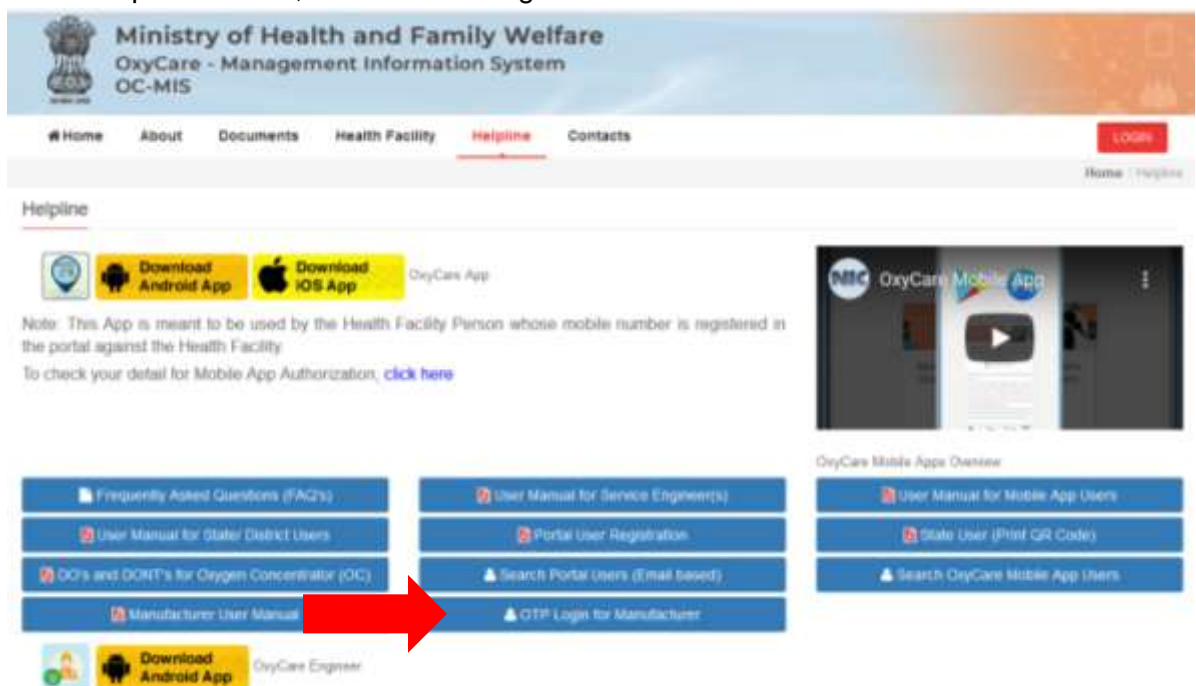 Ministry of Health and Family Welfare
OxyCare - Management Information System
OC-MIS
Home About Documents Health Facility Helpline Contacts LOGIN
Home / Helpline
Helpline
Download Android App
Download iOS App
OxyCare App
Note: This App is meant to be used by the Health Facility Person whose mobile number is registered in
the portal against the Health Facility.
To check your detail for Mobile App Authorization, click here
NIC OxyCare Mobile App
OxyCare Mobile Apps Overview
Frequently Asked Questions (FAQ's)
User Manual for Service Engineer(s)
User Manual for Mobile App Users
User Manual for State/ District Users
Portal User Registration
State User (Print QR Code)
DO's and DONT's for Oxygen Concentrator (OC)
Search Portal Users (Email based)
Search OxyCare Mobile App Users
Manufacturer User Manual
OTP Login for Manufacturer
Download Android App
OxyCare Engineer